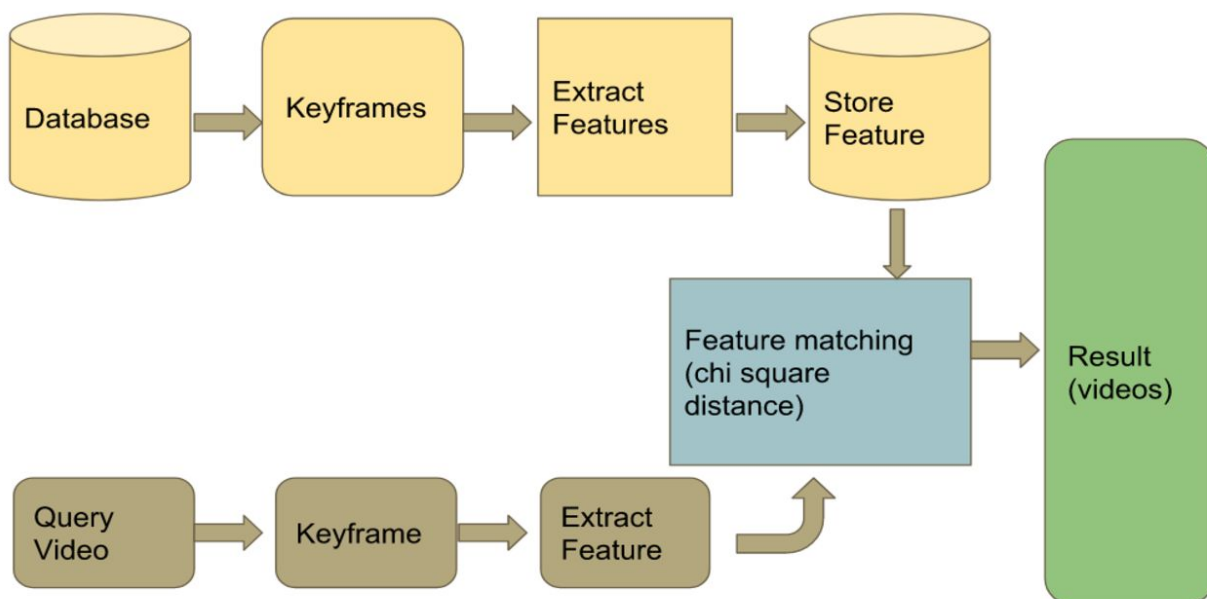 Database
Keyframes
Extract
Features
Store
Feature
Feature matching
(chi square
distance)
Result
(videos)
Query
Video
Keyframe
Extract
Feature